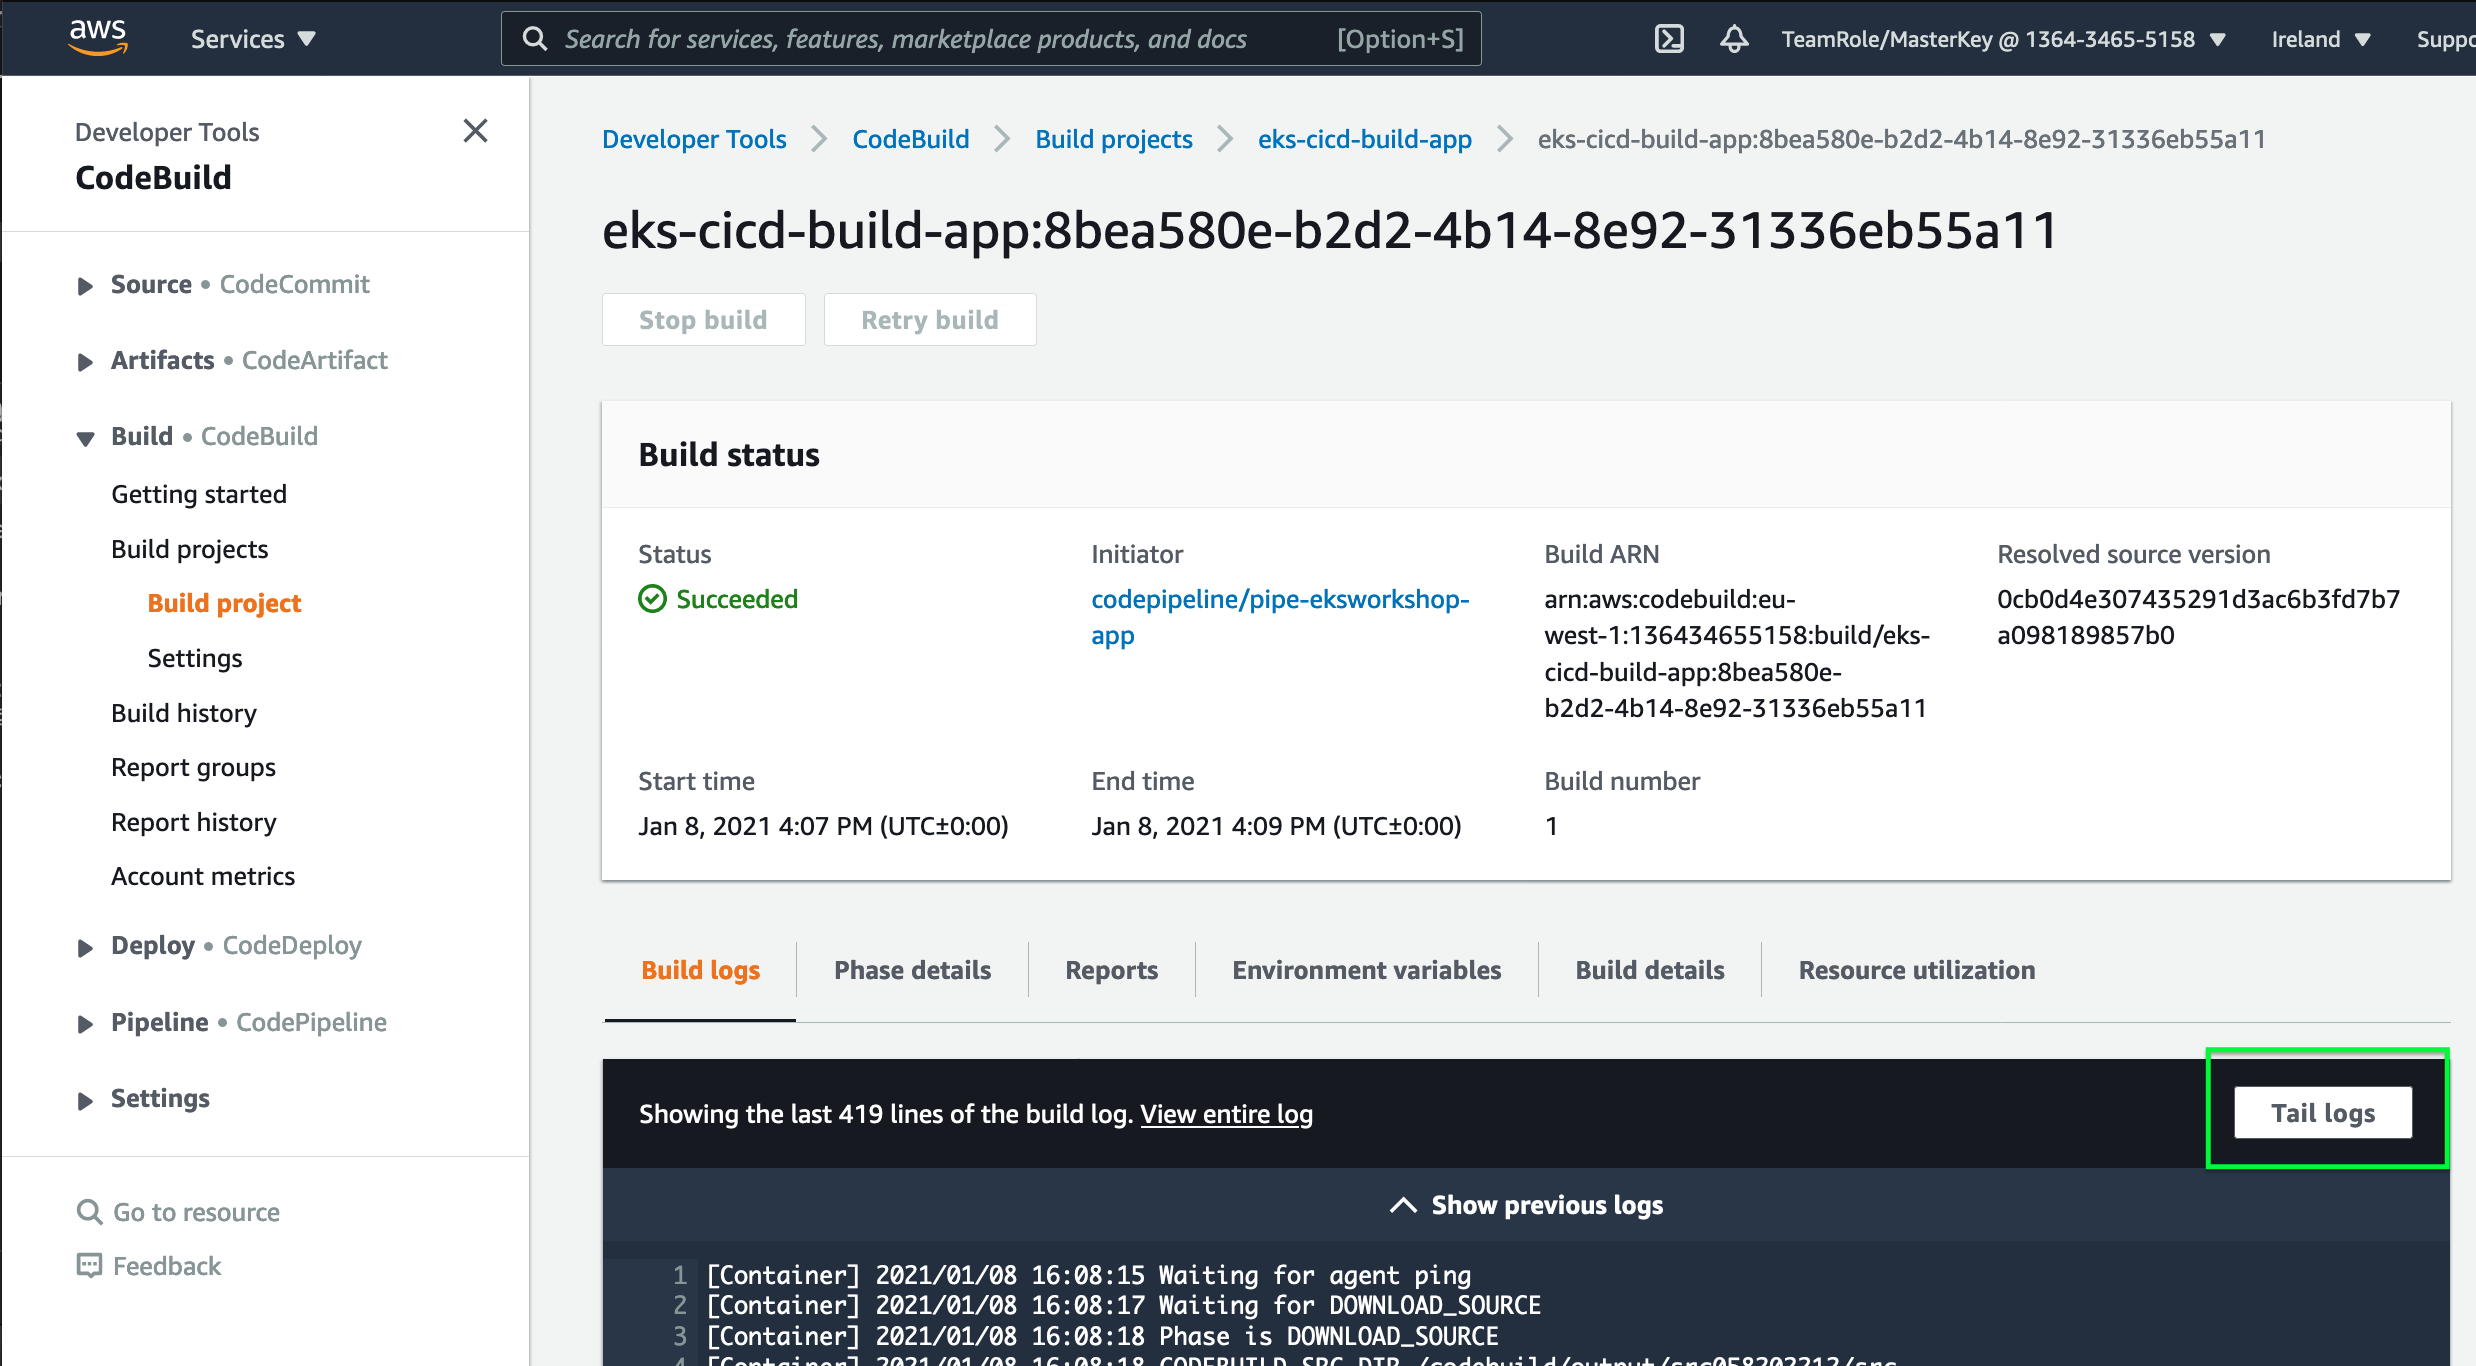 aws Services Search for services, features, marketplace products, and docs [Option+S] TeamRole/MasterKey @ 1364-3465-5158 Ireland
Developer Tools
CodeBuild
Source • CodeCommit
Artifacts • CodeArtifact
Build • CodeBuild
Getting started
Build projects
Build project
Settings
Build history
Report groups
Report history
Account metrics
Deploy • CodeDeploy
Pipeline • CodePipeline
Settings
Go to resource
Feedback
Developer Tools CodeBuild Build projects eks-cicd-build-app eks-cicd-build-app:8bea580e-b2d2-4b14-8e92-31336eb55a11
eks-cicd-build-app:8bea580e-b2d2-4b14-8e92-31336eb55a11
Stop build Retry build
Build status
Status
Succeeded
Initiator
codepipeline/pipe-eksworkshop-
app
Build ARN
arn:aws:codebuild:eu-
west-1:136434655158:build/eks-
cicd-build-app:8bea580e-
b2d2-4b14-8e92-31336eb55a11
Resolved source version
0cb0d4e307435291d3ac6b3fd7b7
a098189857b0
Start time
Jan 8, 2021 4:07 PM (UTC±0:00)
End time
Jan 8, 2021 4:09 PM (UTC±0:00)
Build number
1
Build logs Phase details Reports Environment variables Build details Resource utilization
Showing the last 419 lines of the build log. View entire log
Tail logs
Show previous logs
1 [Container] 2021/01/08 16:08:15 Waiting for agent ping
2 [Container] 2021/01/08 16:08:17 Waiting for DOWNLOAD_SOURCE
3 [Container] 2021/01/08 16:08:18 Phase is DOWNLOAD_SOURCE